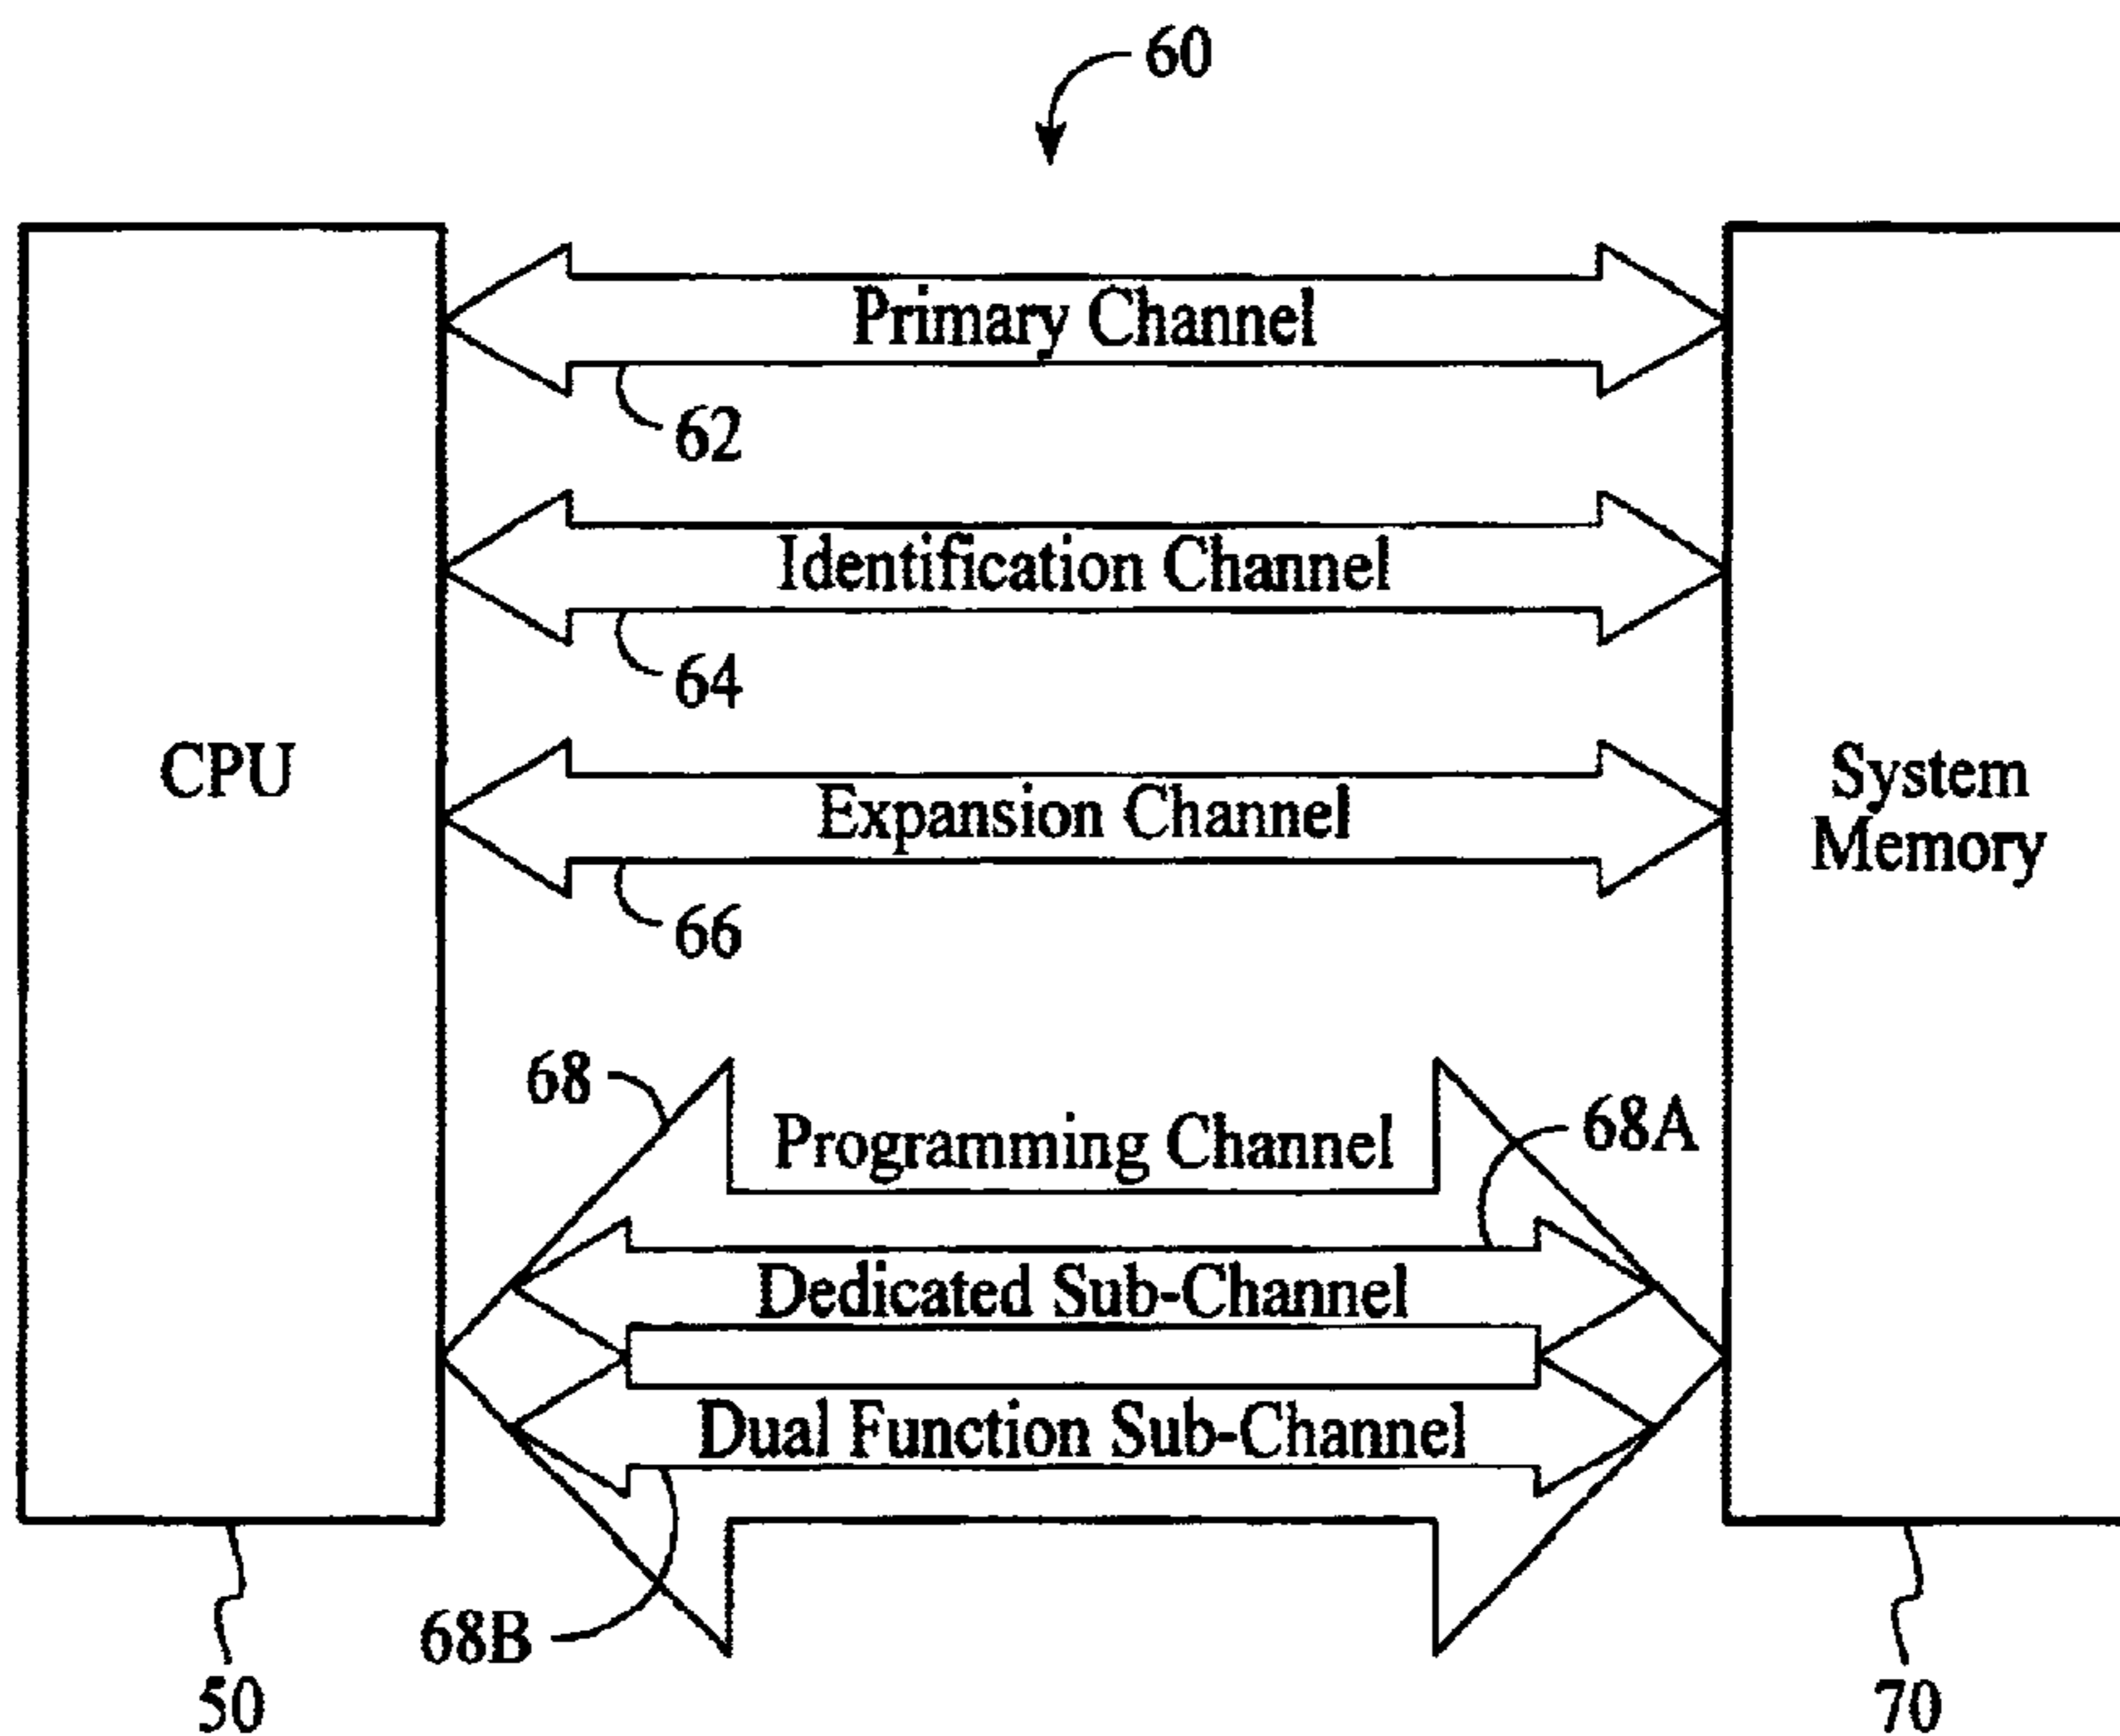 60
Primary Channel
62
Identification Channel
64
CPU
System
Memory
Expansion Channel
66
68
Programming Channel
68A
Dedicated Sub-Channel
Dual Function Sub-Channel
68B
50
70